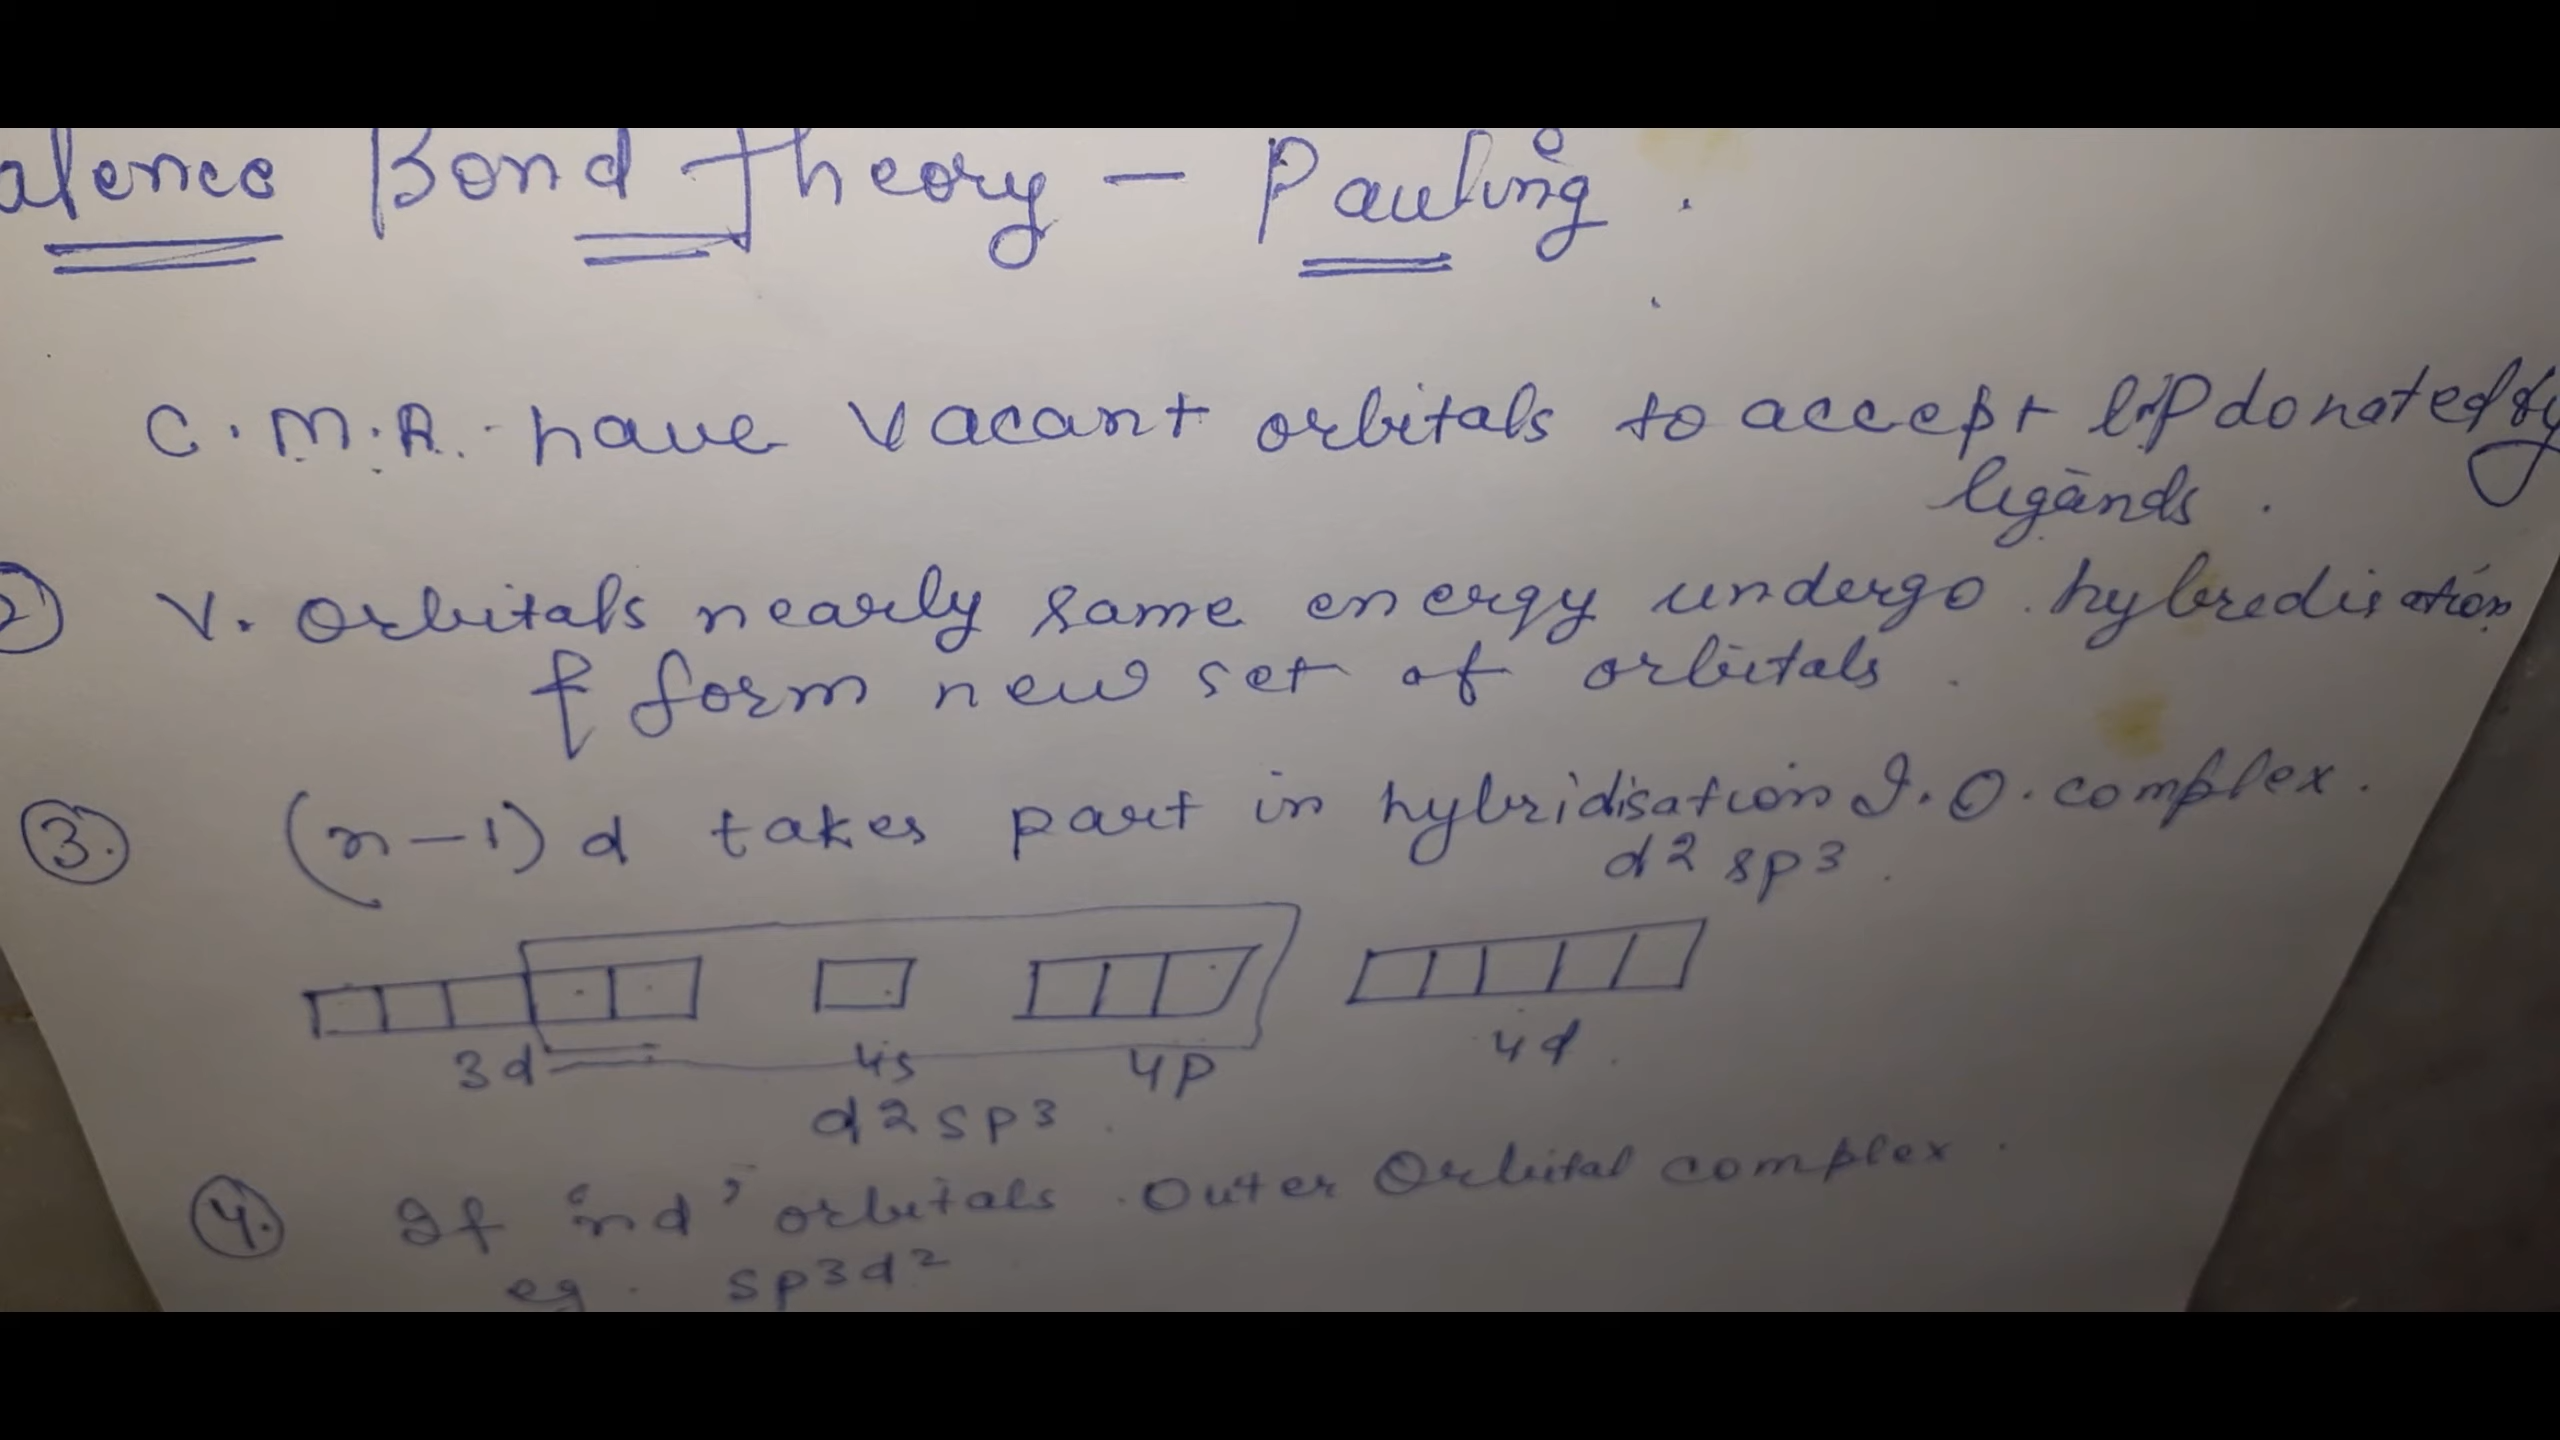 alence Bond Theory - Pauling.
C.M.A. have vacant orbitals to accept l.p donated by
ligands.
2 V. orbitals nearly same energy undergo hybredisation
& form new set of orbitals.
3. (n-1) d takes part in hybridisation I.O. complex.
d2 sp3.
3d 4s 4p 4d.
d2sp3.
4. If 'nd' orbitals. Outer Orbital complex.
eg. sp3d2